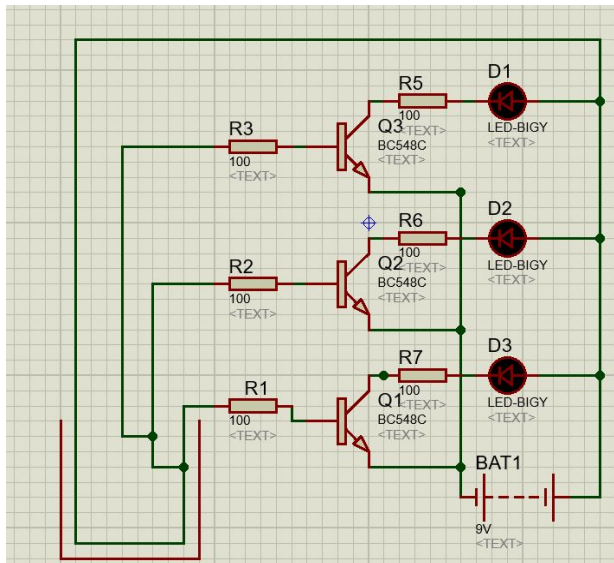 D1
R5
100
<TEXT>
LED-BIGY
<TEXT>
Q3
BC548C
<TEXT>
R3
100
<TEXT>
D2
R6
100
<TEXT>
LED-BIGY
<TEXT>
Q2
BC548C
<TEXT>
R2
100
<TEXT>
D3
R7
100
<TEXT>
LED-BIGY
<TEXT>
Q1
BC548C
<TEXT>
R1
100
<TEXT>
BAT1
9V
<TEXT>